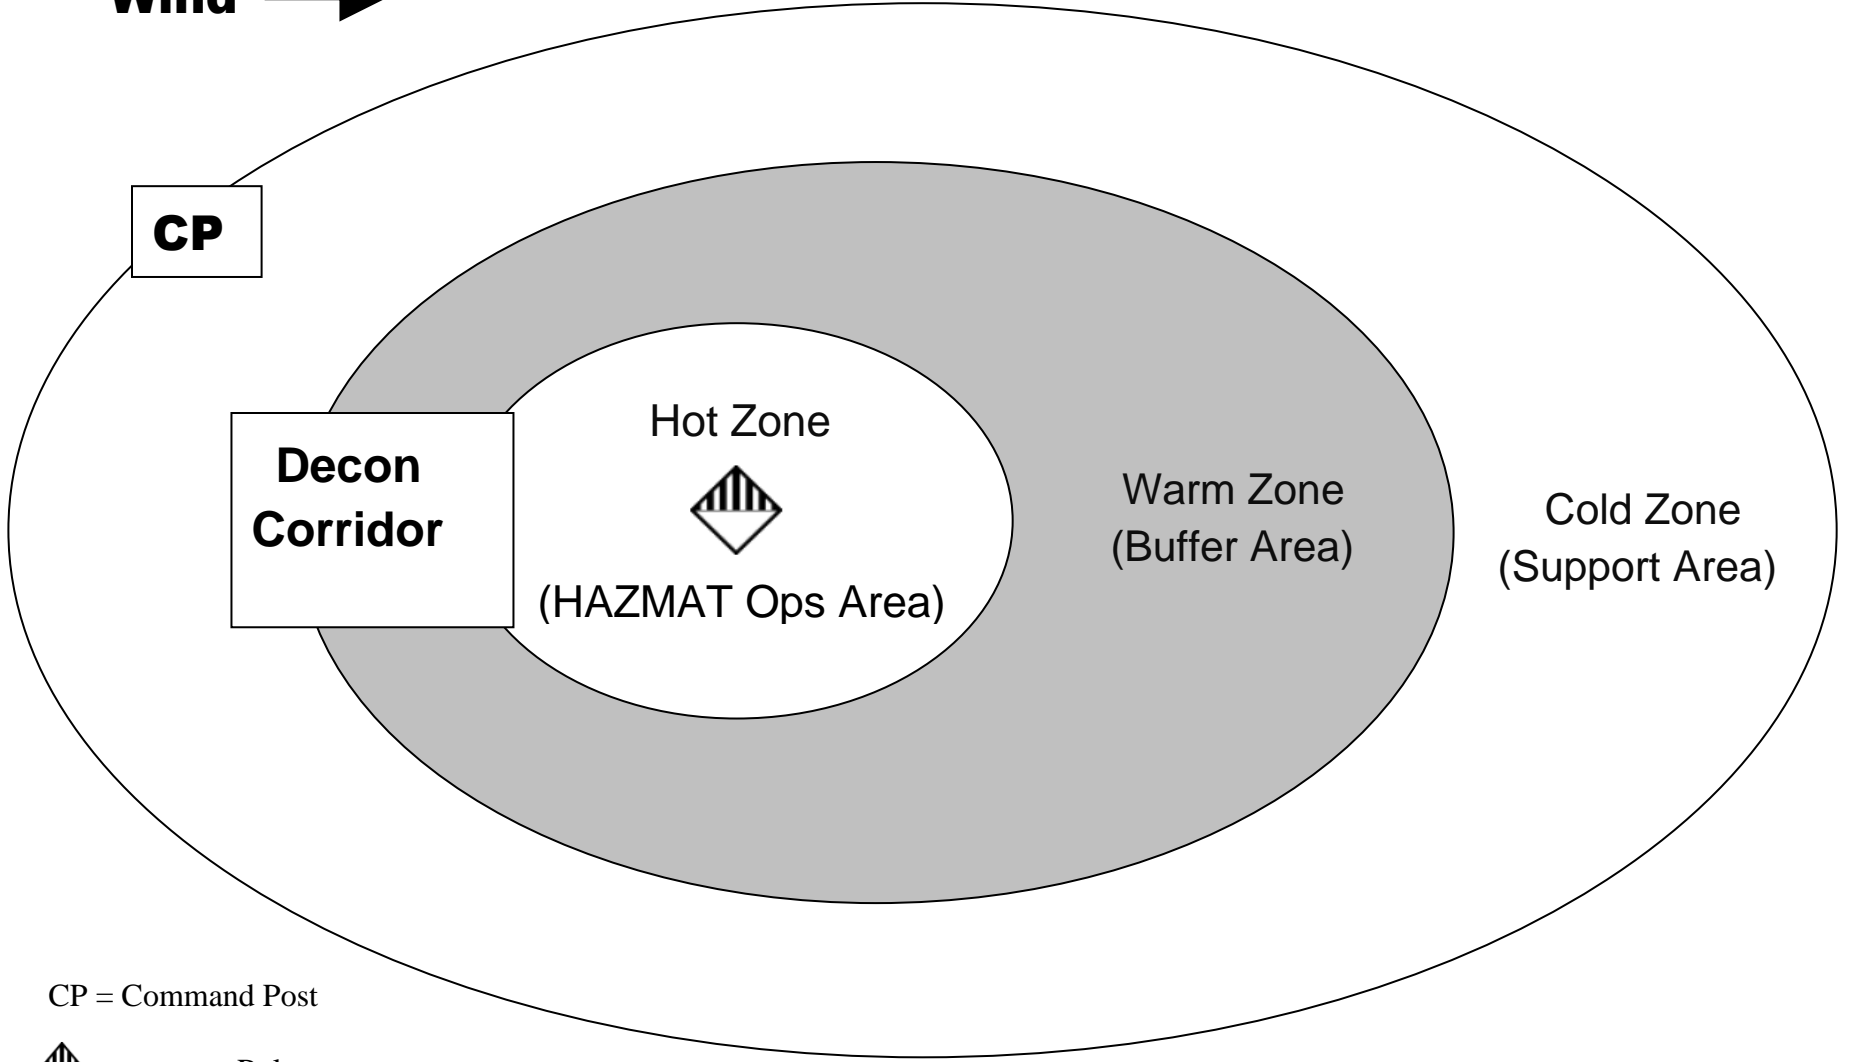 Wind
CP
Hot Zone
Decon
Corridor
(HAZMAT Ops Area)
Warm Zone
(Buffer Area)
Cold Zone
(Support Area)
CP = Command Post